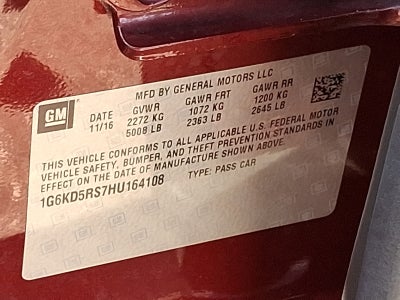 GM
MFD BY GENERAL MOTORS LLC
DATE GVWR GAWR FRT GAWR RR
11/16 2272 KG 1072 KG 1200 KG
5008 LB 2363 LB 2645 LB
THIS VEHICLE CONFORMS TO ALL APPLICABLE U.S. FEDERAL MOTOR
VEHICLE SAFETY, BUMPER, AND THEFT PREVENTION STANDARDS IN
EFFECT ON THE DATE OF MANUFACTURE SHOWN ABOVE.
1G6KD5RS7HU164108 TYPE: PASS CAR